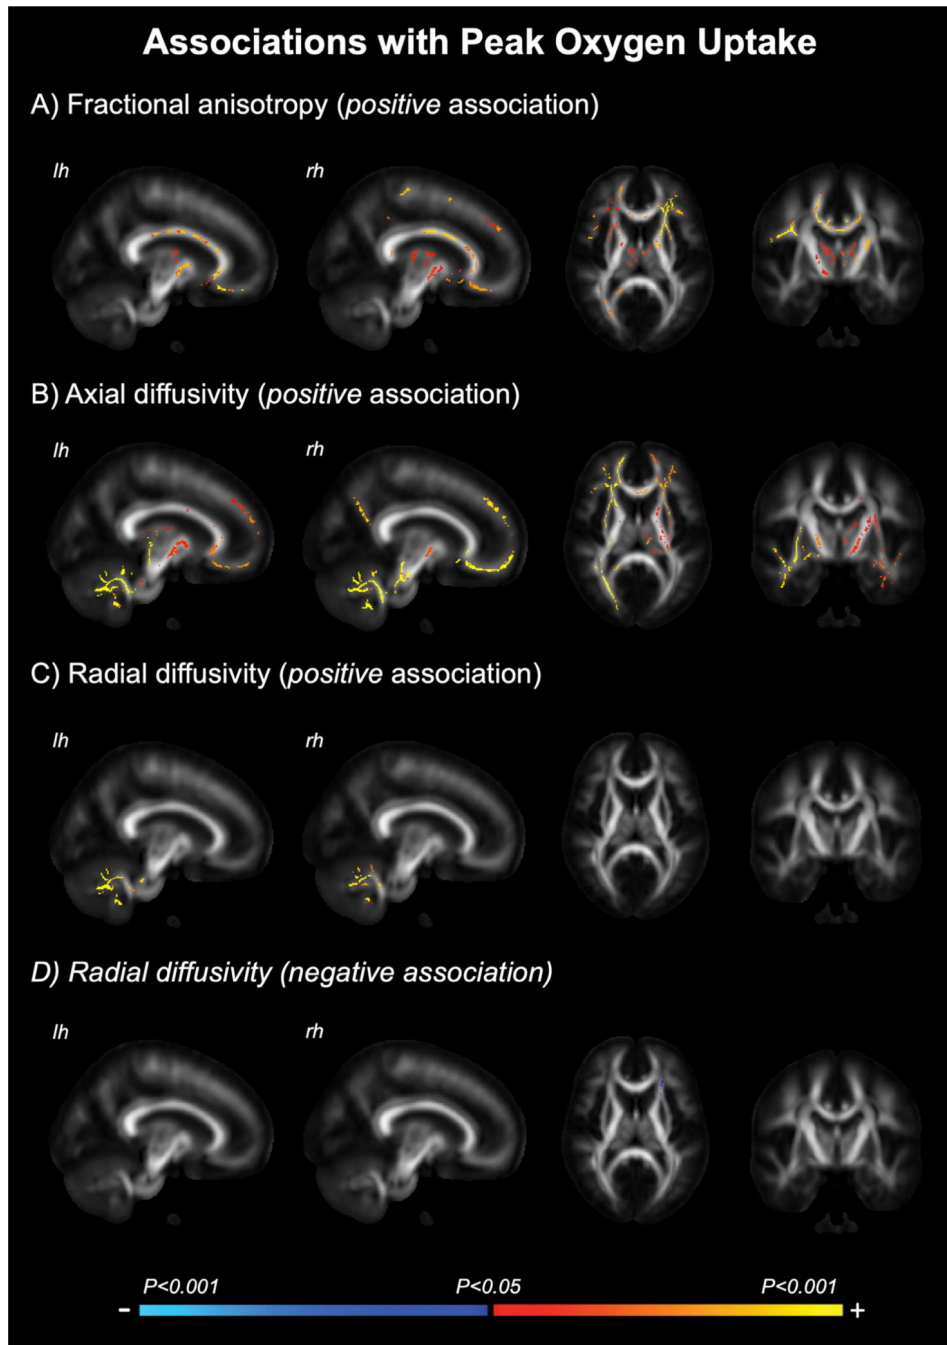 Associations with Peak Oxygen Uptake
A) Fractional anisotropy (positive association)
lh rh
B) Axial diffusivity (positive association)
lh rh
C) Radial diffusivity (positive association)
lh rh
D) Radial diffusivity (negative association)
lh rh
P<0.001 P<0.05 P<0.001
- +